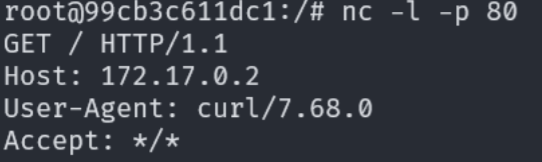 root@99cb3c611dc1:/# nc -l -p 80
GET / HTTP/1.1
Host: 172.17.0.2
User-Agent: curl/7.68.0
Accept: */*